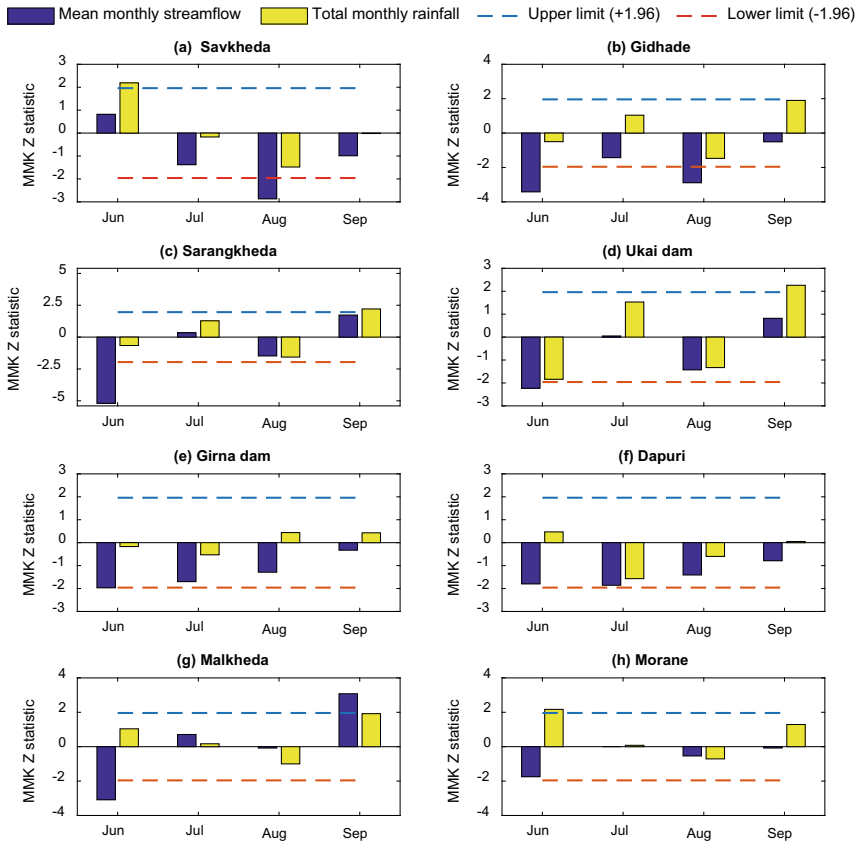 Mean monthly streamflow Total monthly rainfall Upper limit (+1.96) Lower limit (-1.96)
(a) Savkheda
MMK Z statistic
3
2
1
0
-1
-2
-3
Jun Jul Aug Sep
(b) Gidhade
MMK Z statistic
4
2
0
-2
-4
Jun Jul Aug Sep
(c) Sarangkheda
MMK Z statistic
5
2.5
0
-2.5
-5
Jun Jul Aug Sep
(d) Ukai dam
MMK Z statistic
3
2
1
0
-1
-2
-3
Jun Jul Aug Sep
(e) Girna dam
MMK Z statistic
3
2
1
0
-1
-2
-3
Jun Jul Aug Sep
(f) Dapuri
MMK Z statistic
3
2
1
0
-1
-2
-3
Jun Jul Aug Sep
(g) Malkheda
MMK Z statistic
4
2
0
-2
-4
Jun Jul Aug Sep
(h) Morane
MMK Z statistic
4
2
0
-2
-4
Jun Jul Aug Sep